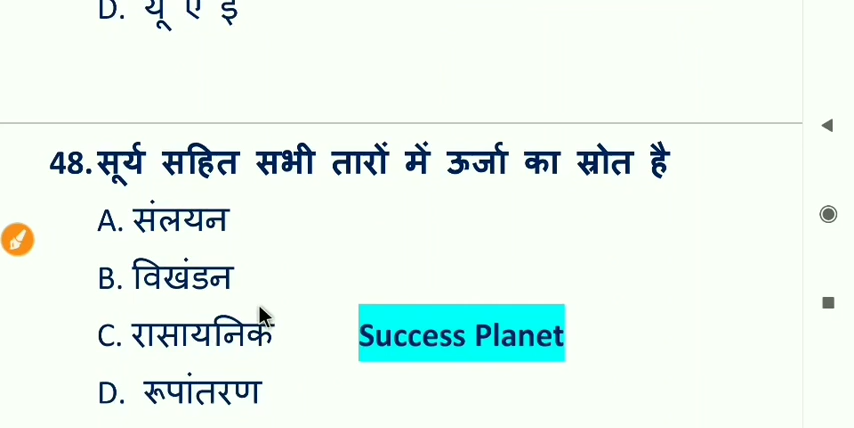 D. यू ए इ
48. सूर्य सहित सभी तारों में ऊर्जा का स्रोत है
A. संलयन
B. विखंडन
C. रासायनिक
Success Planet
D. रूपांतरण